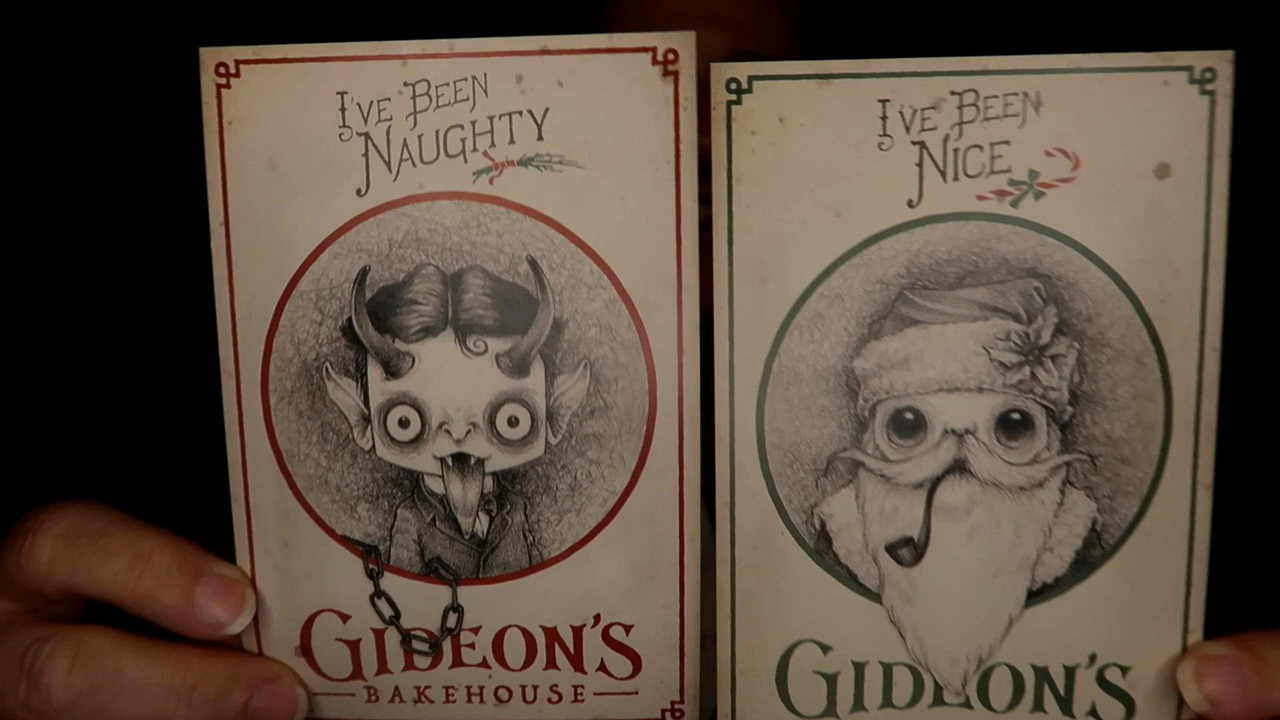 I'VE BEEN
NAUGHTY
GIDEON'S
BAKEHOUSE
I'VE BEEN
NICE
GIDEON'S